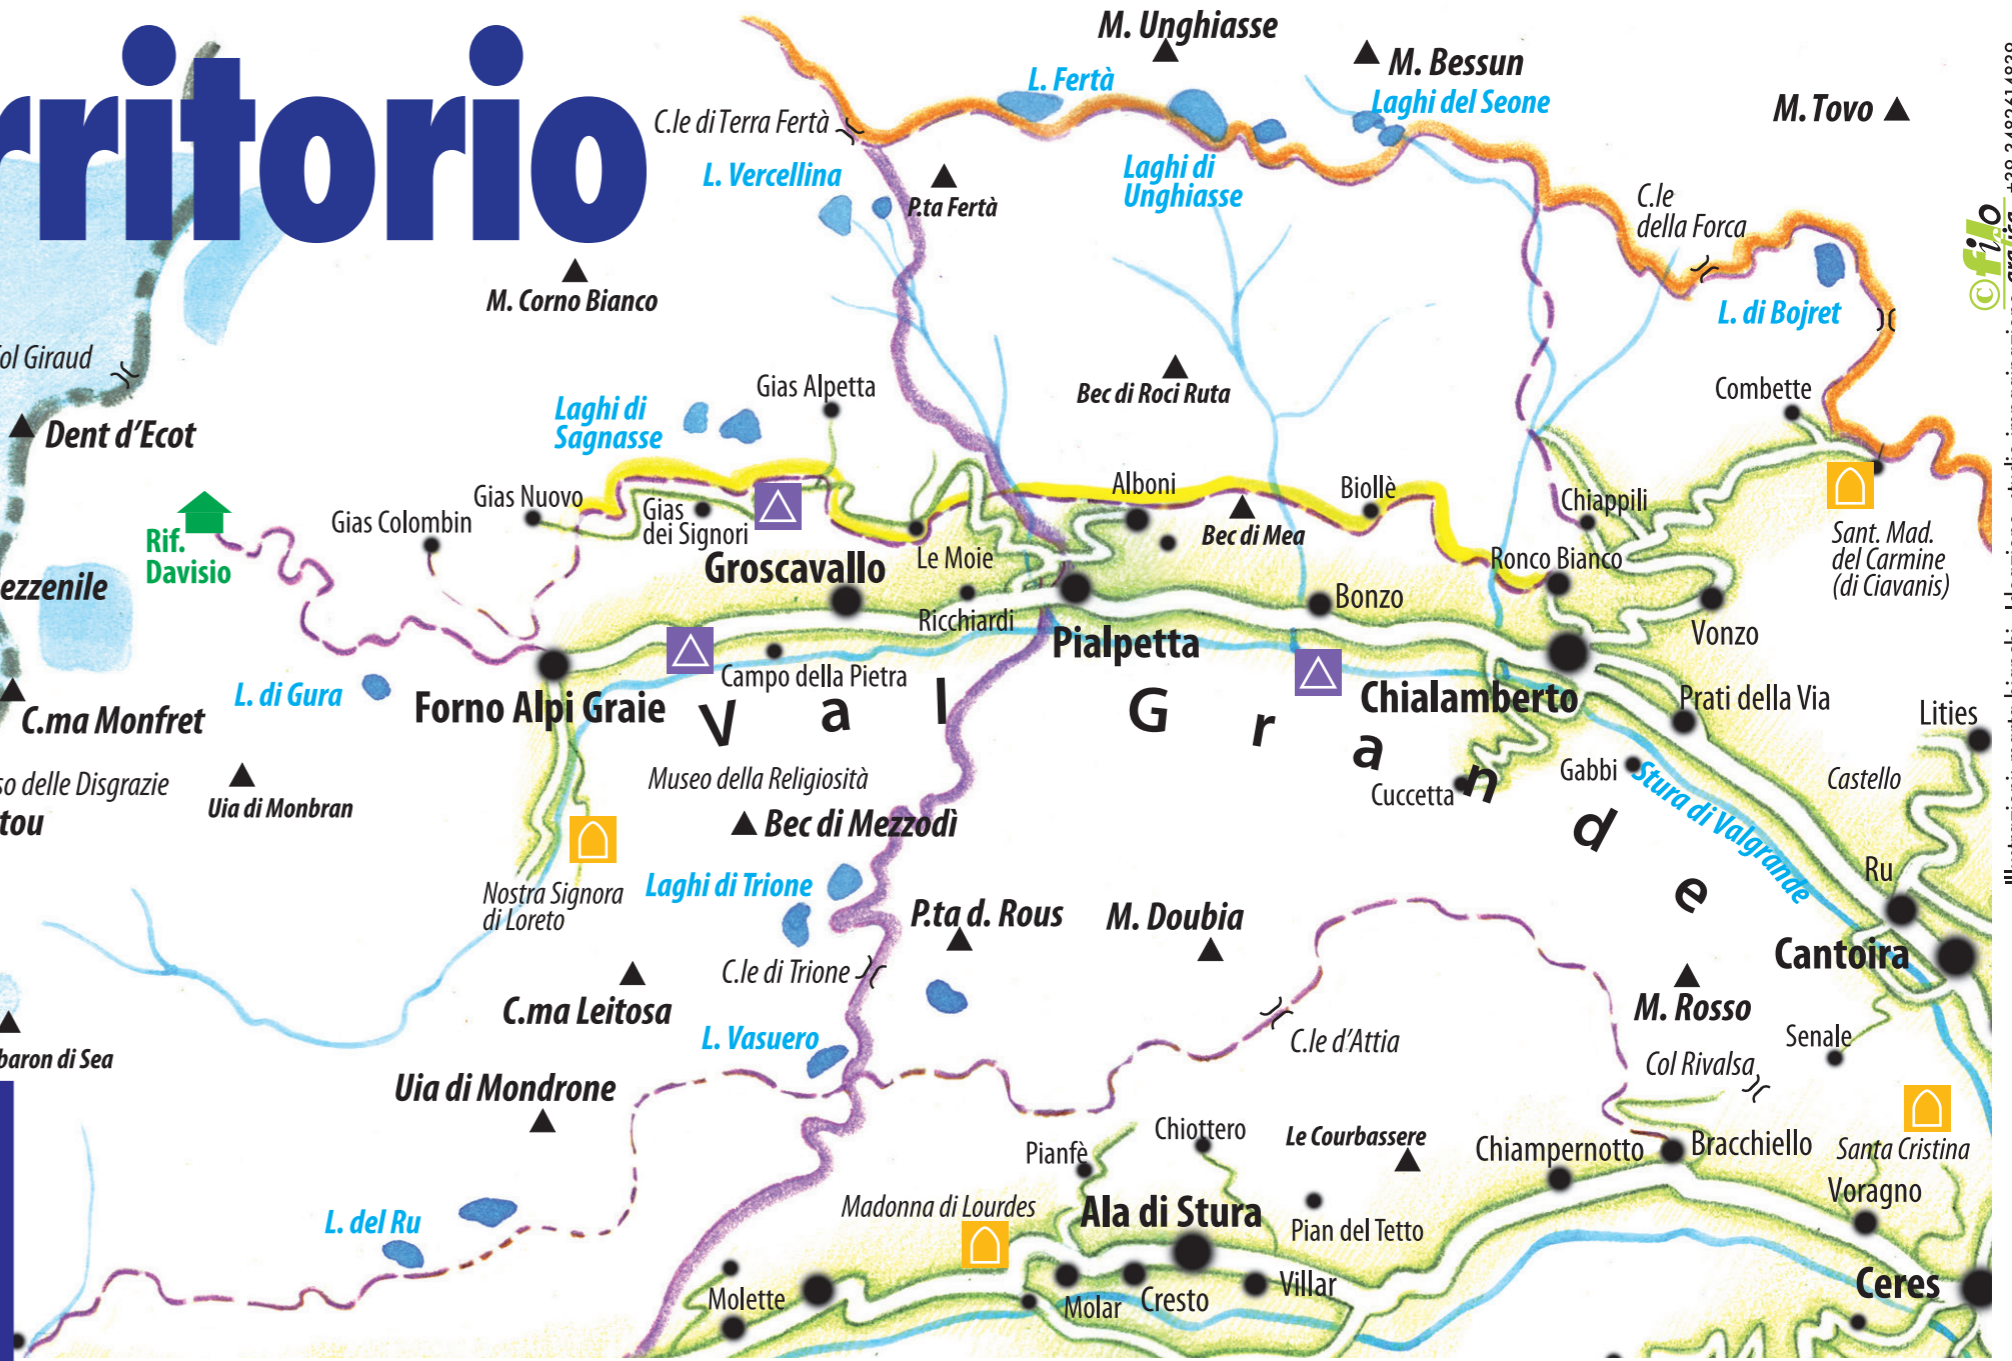 rritorio
M. Unghiasse
M. Bessun
L. Fertà
Laghi del Seone
M. Tovo
C.le di Terra Fertà
L. Vercellina
P.ta Fertà
Laghi di
Unghiasse
C.le
della Forca
©filo
M. Corno Bianco
L. di Bojret
ol Giraud
Dent d'Ecot
Laghi di
Sagnasse
Gias Alpetta
Bec di Roci Ruta
Combette
Gias Nuovo
Gias Colombin
Gias
dei Signori
Alboni
Biollè
Chiappili
Bec di Mea
Sant. Mad.
del Carmine
(di Ciavanis)
Rif.
Davisio
Groscavallo
Le Moie
Ronco Bianco
ezzenile
Ricchiardi
Bonzo
Vonzo
Pialpetta
Campo della Pietra
L. di Gura
Forno Alpi Graie
Chialamberto
Prati della Via
Lities
C.ma Monfret
Val Grande
Museo della Religiosità
so delle Disgrazie
tou
Uia di Monbran
Bec di Mezzodì
Cuccetta
Gabbi
Stura di Valgrande
Castello
Nostra Signora
di Loreto
Laghi di Trione
P.ta d. Rous
M. Doubia
Ru
Cantoira
C.le di Trione
C.ma Leitosa
M. Rosso
L. Vasuero
C.le d'Attia
Senale
baron di Sea
Col Rivalsa
Uia di Mondrone
Pianfè
Chiottero
Le Courbassere
Chiampernotto
Bracchiello
Santa Cristina
Voragno
L. del Ru
Madonna di Lourdes
Ala di Stura
Pian del Tetto
Molette
Molar
Cresto
Villar
Ceres